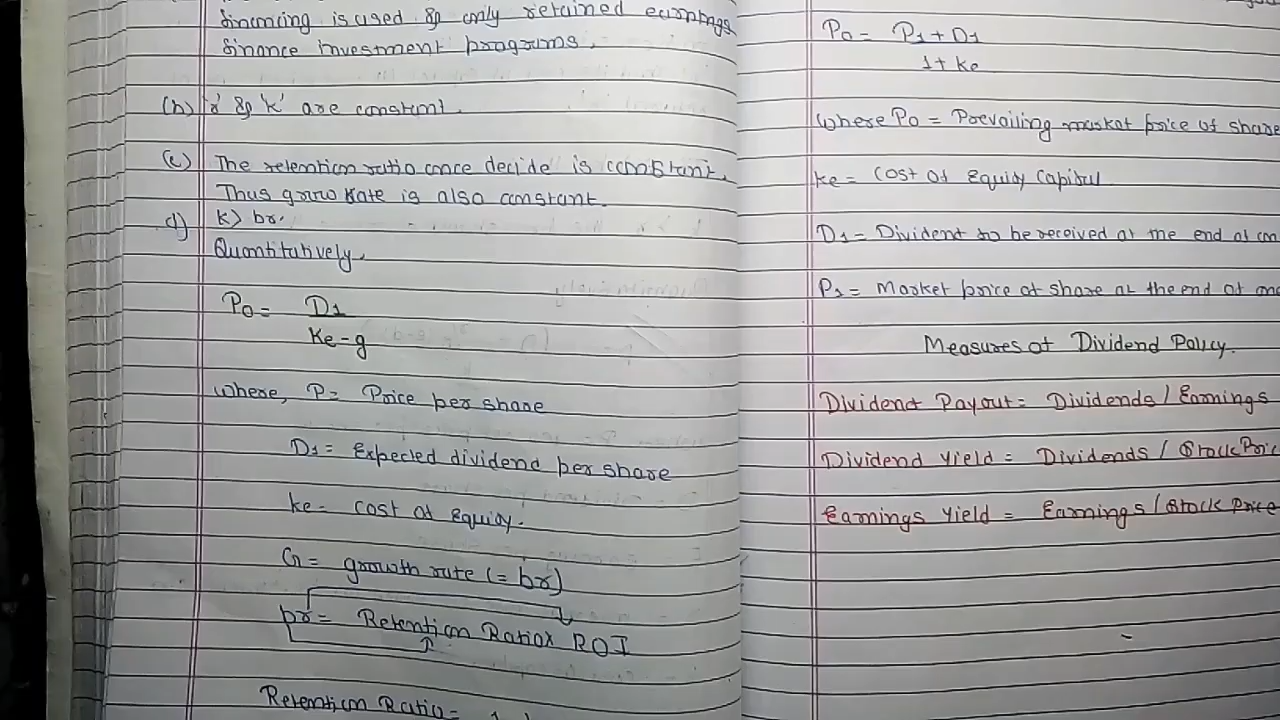 financing is used & only retained earnings
finance investment programs.
(b) 'r' & 'k' are constant.
(c) The retention ratio once decide is constant.
Thus grow rate is also constant.
d) K > br.
Quantitatively.
P0 = D1
Ke-g
Where, P = Price per share
D1 = Expected dividend per share
ke = cost of equity.
G = growth rate (= br)
br = Retention Ratio x ROI
Retention Ratio = 1
P0 = P1 + D1
1 + ke
Where P0 = Prevailing market price of share
ke = Cost of Equity Capital
D1 = Divident to be received at the end of
P1 = Market price of share at the end of
Measures of Dividend Policy.
Dividend Payout = Dividends / Earnings
Dividend Yield = Dividends / Stock Pric
Earnings Yield = Earnings / Stock Price